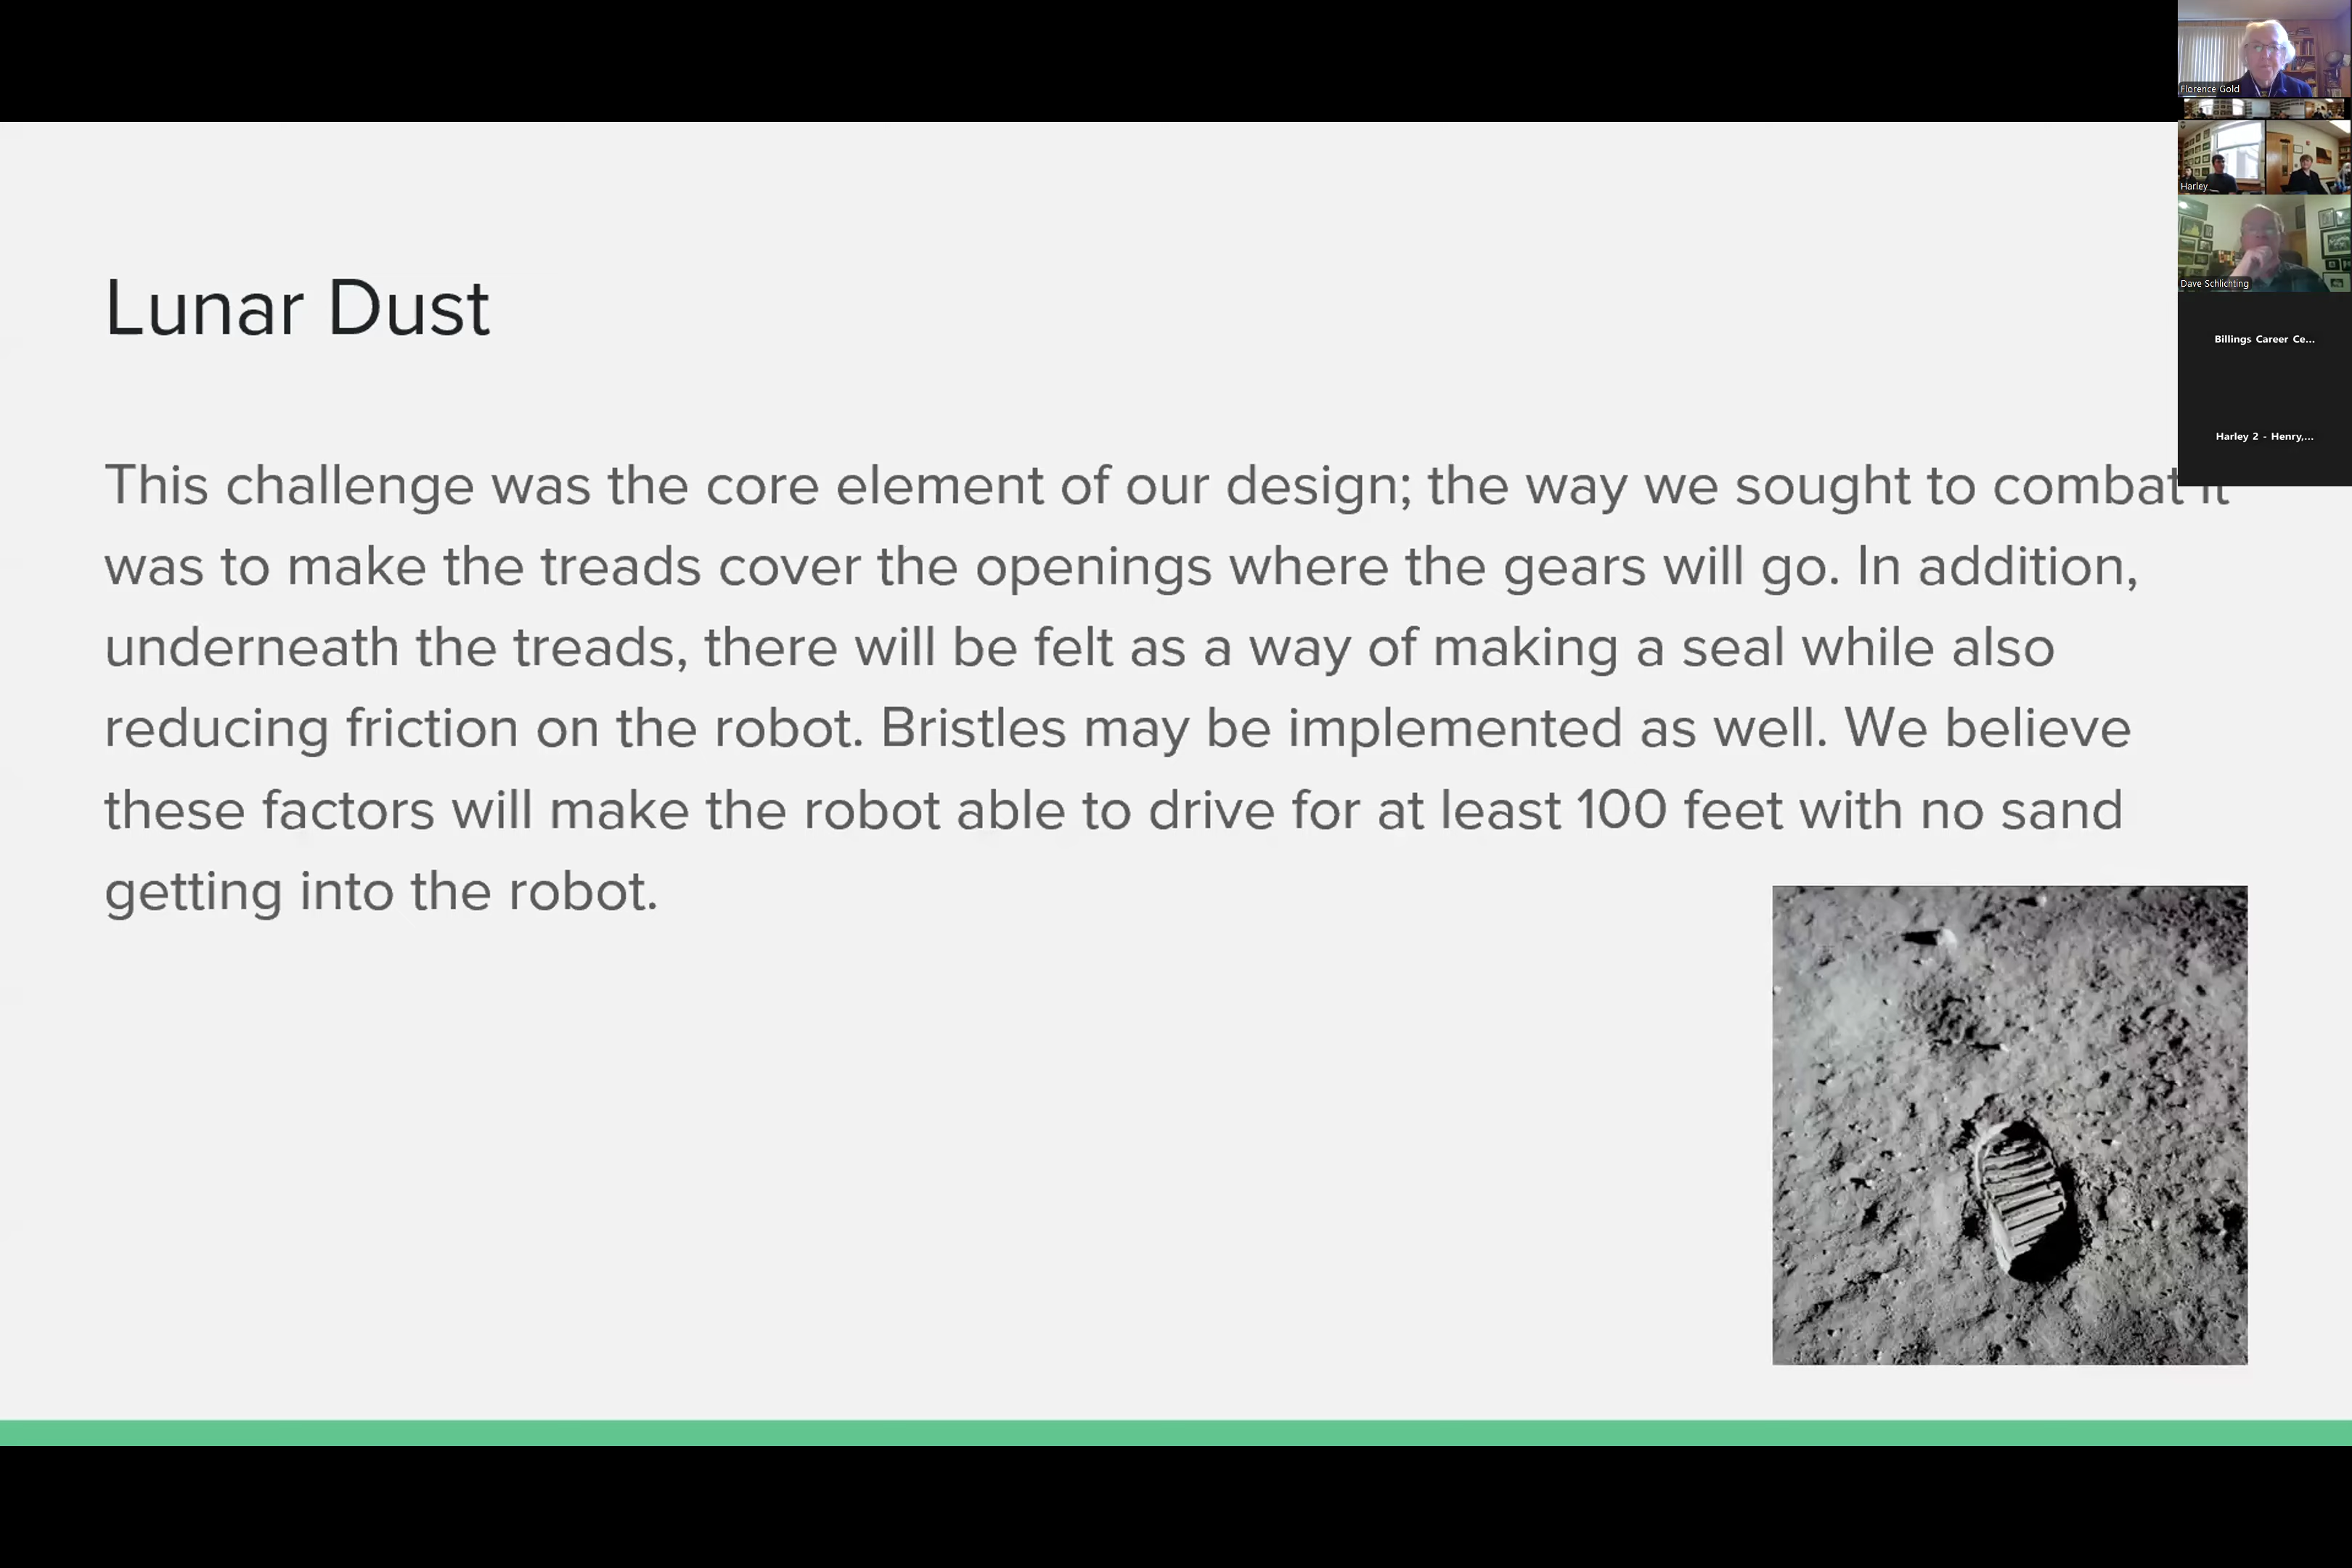 Lunar Dust
This challenge was the core element of our design; the way we sought to combat it
was to make the treads cover the openings where the gears will go. In addition,
underneath the treads, there will be felt as a way of making a seal while also
reducing friction on the robot. Bristles may be implemented as well. We believe
these factors will make the robot able to drive for at least 100 feet with no sand
getting into the robot.
Florence Gold
Harley
Dave Schlichting
Billings Career Ce...
Harley 2 - Henry,...